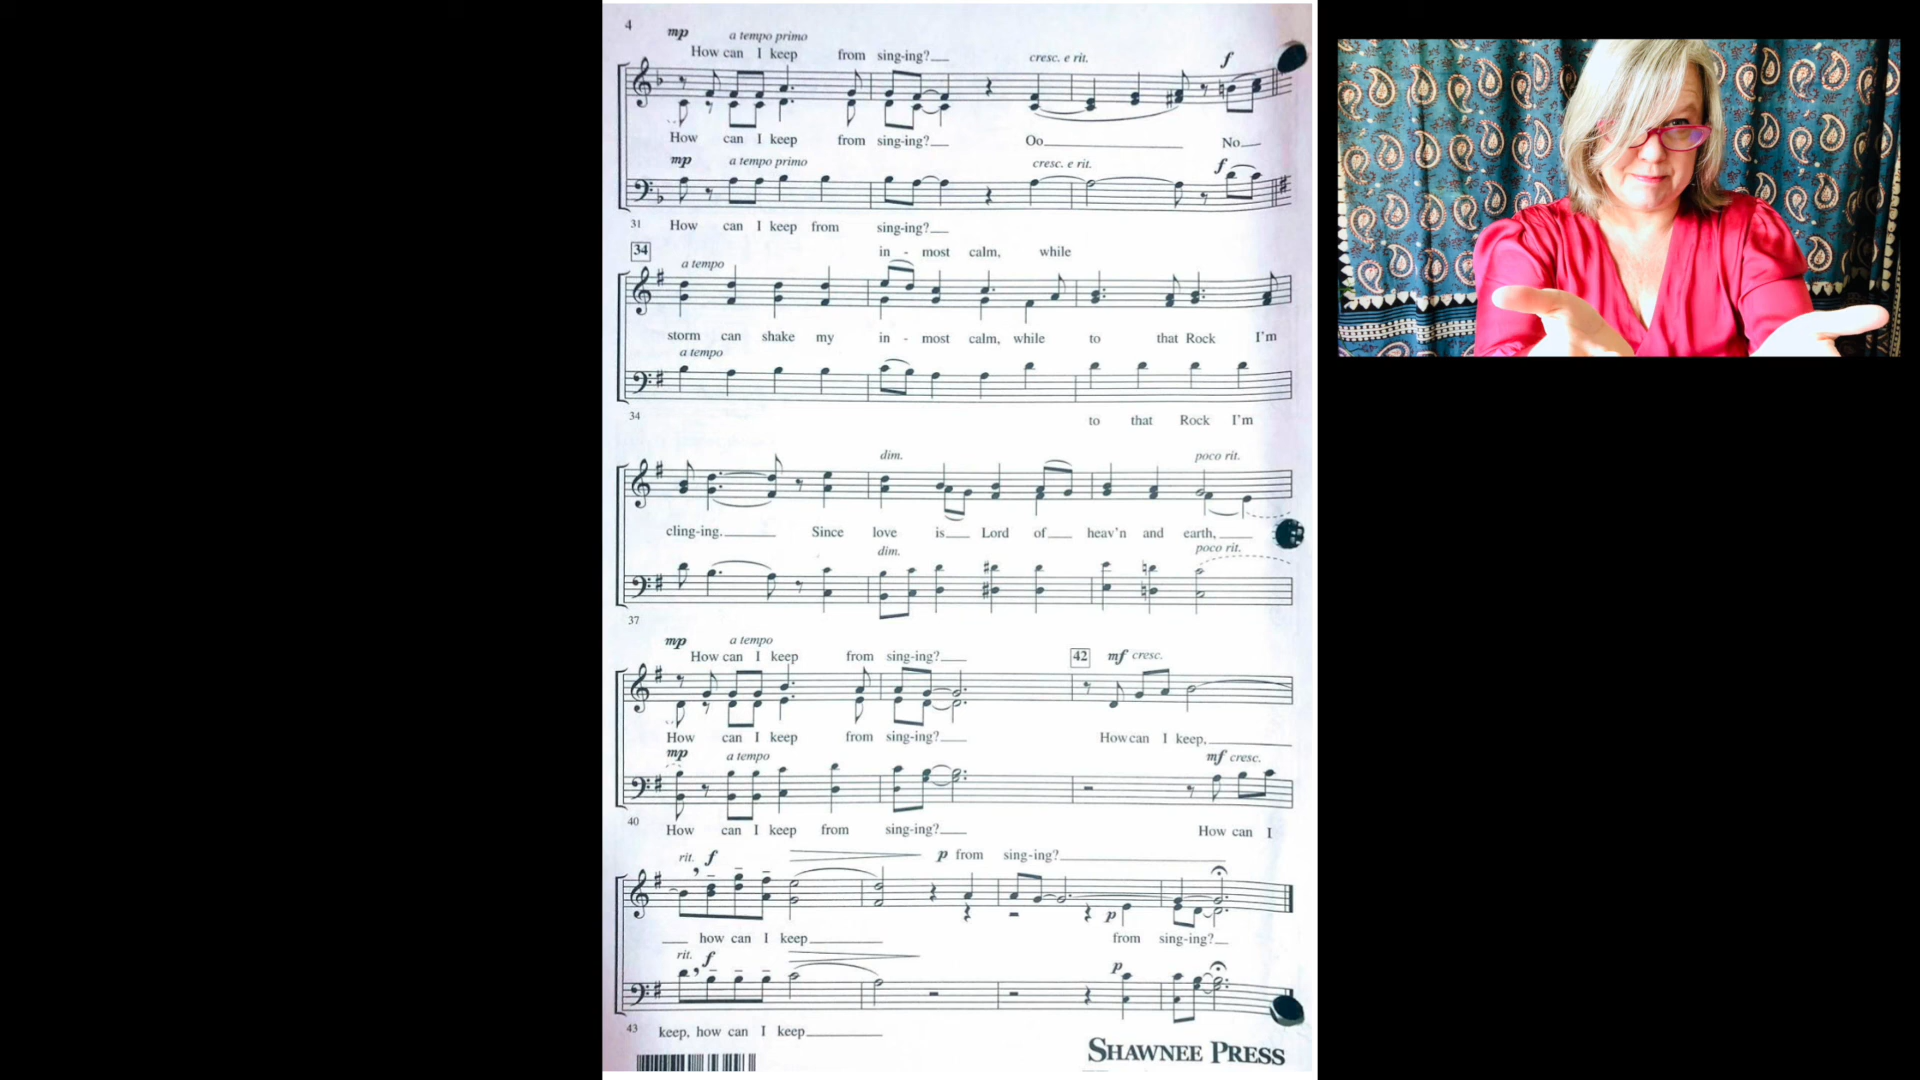 4
mp a tempo primo
How can I keep from sing-ing?
cresc. e rit. f
How can I keep from sing-ing? Oo No
mp a tempo primo cresc. e rit. f
31 How can I keep from sing-ing?
34 in - most calm, while
a tempo
storm can shake my in - most calm, while to that Rock I'm
a tempo
34
to that Rock I'm
dim. poco rit.
cling-ing. Since love is Lord of heav'n and earth,
dim. poco rit.
37
mp a tempo
How can I keep from sing-ing? 42 mf cresc.
How can I keep from sing-ing? How can I keep,
mp a tempo mf cresc.
40 How can I keep from sing-ing? How can I
rit. f p from sing-ing?
p
how can I keep from sing-ing?
rit. f p
43 keep, how can I keep
SHAWNEE PRESS